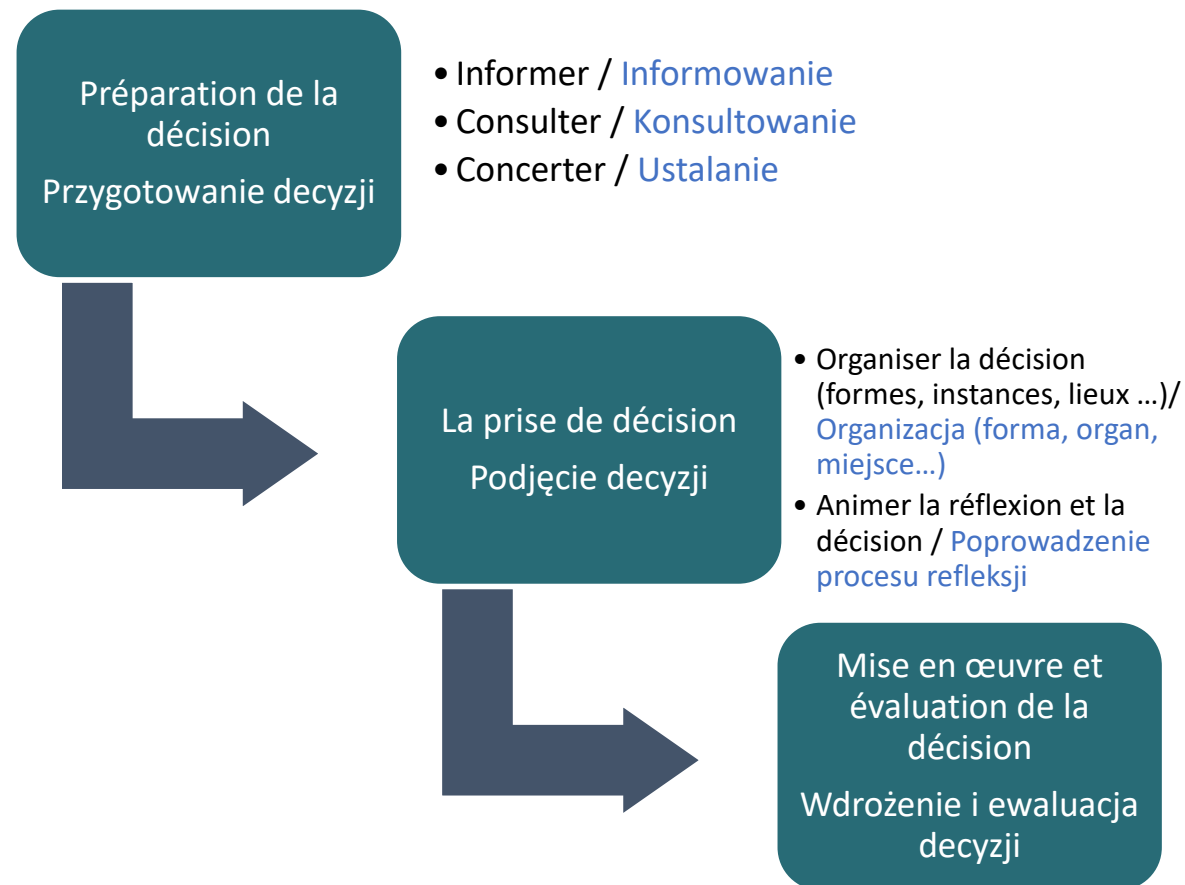 Préparation de la
décision
Przygotowanie decyzji
• Informer / Informowanie
• Consulter / Konsultowanie
• Concerter / Ustalanie
La prise de décision
Podjęcie decyzji
• Organiser la décision
(formes, instances, lieux …)/
Organizacja (forma, organ,
miejsce…)
• Animer la réflexion et la
décision / Poprowadzenie
procesu refleksji
Mise en œuvre et
évaluation de la
décision
Wdrożenie i ewaluacja
decyzji